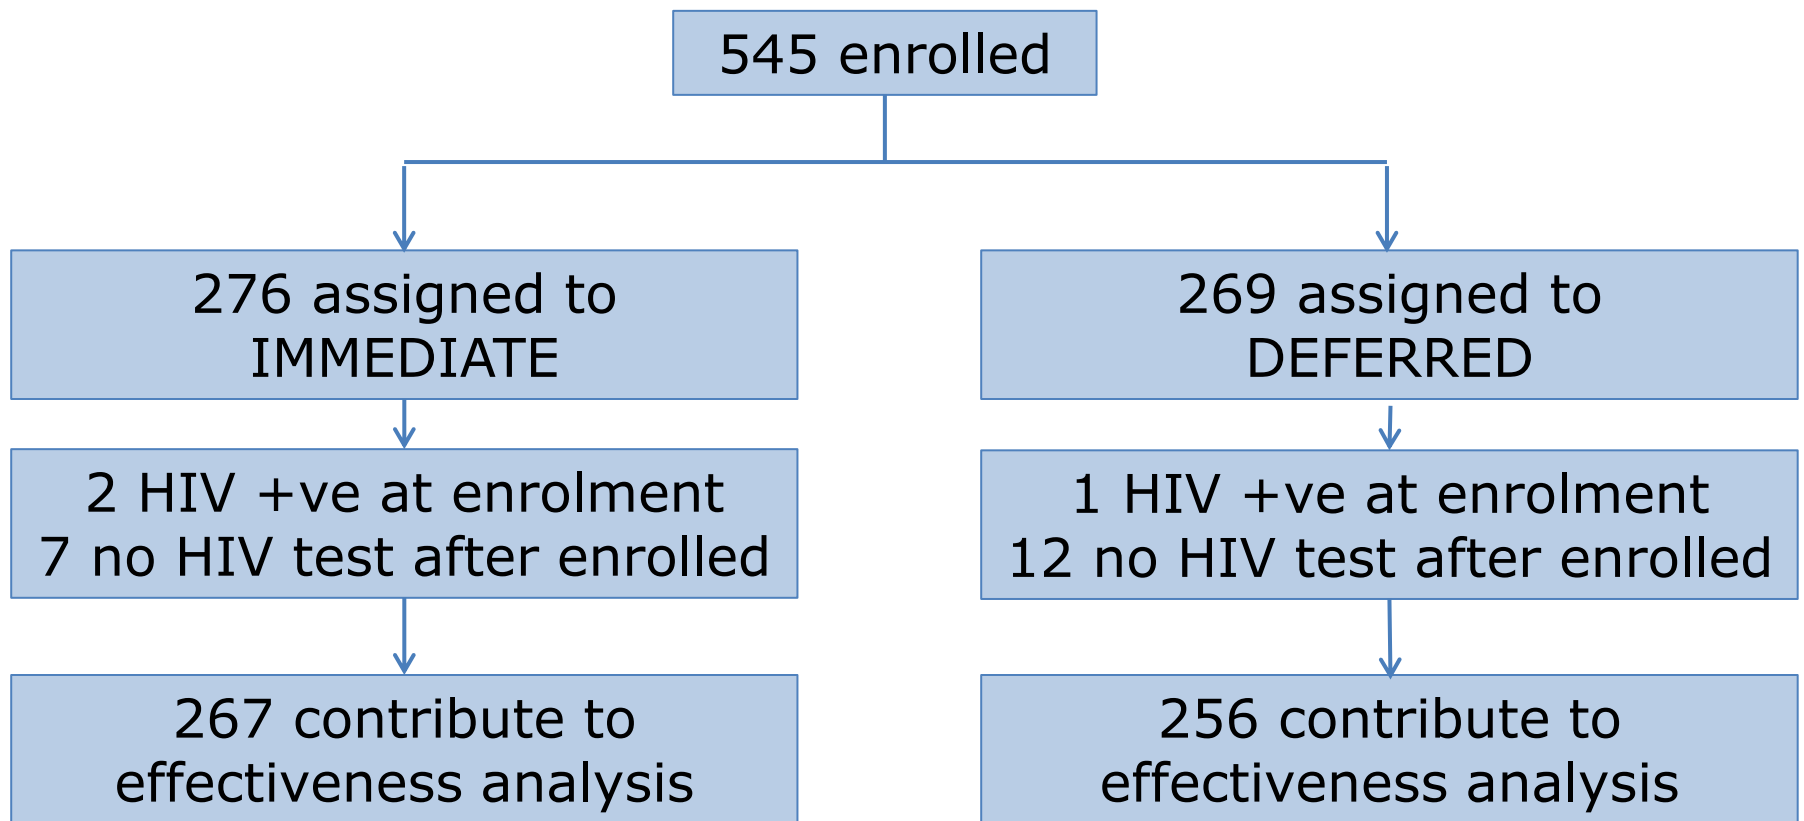 545 enrolled
276 assigned to
IMMEDIATE
269 assigned to
DEFERRED
2 HIV +ve at enrolment
7 no HIV test after enrolled
1 HIV +ve at enrolment
12 no HIV test after enrolled
267 contribute to
effectiveness analysis
256 contribute to
effectiveness analysis